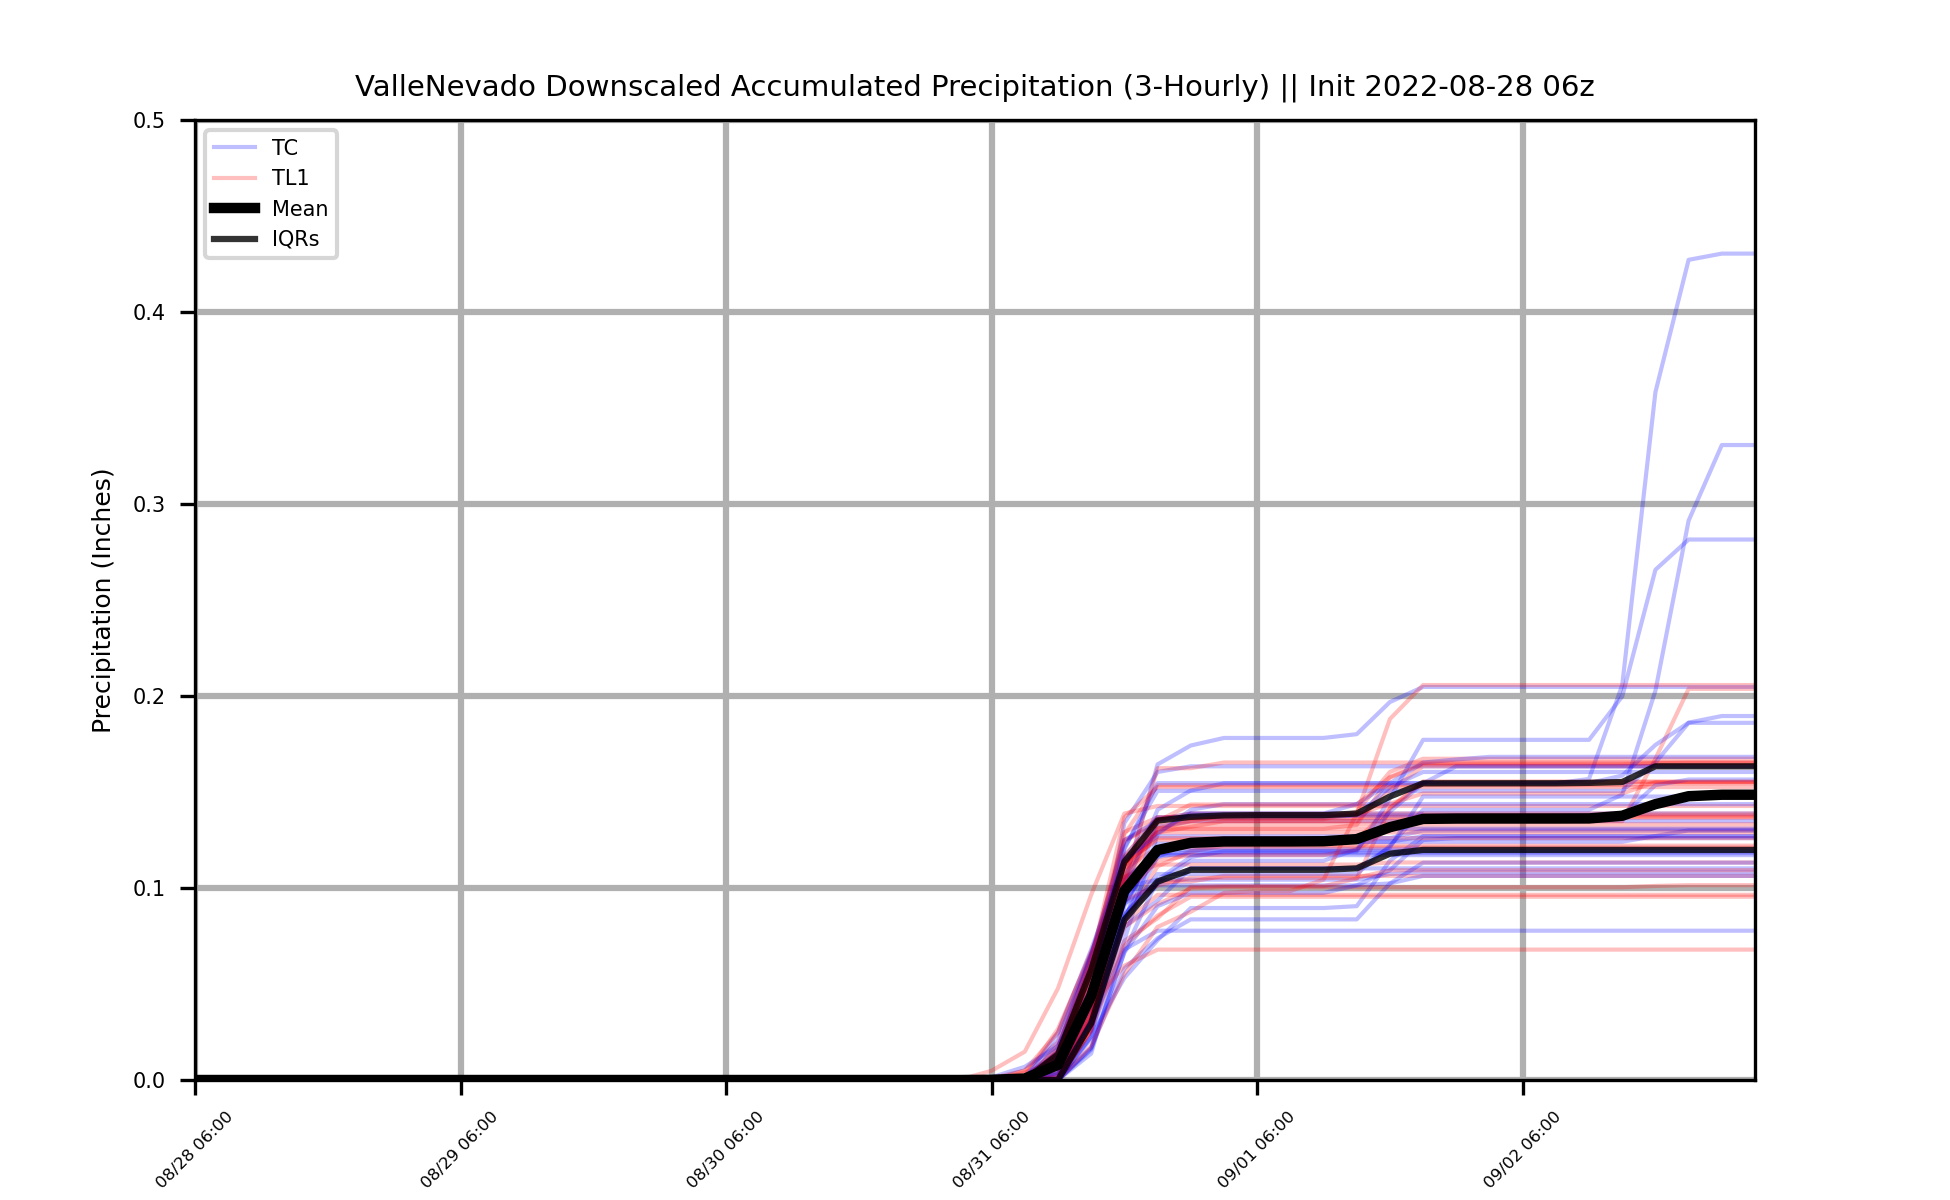 ValleNevado Downscaled Accumulated Precipitation (3-Hourly) || Init 2022-08-28 06z
0.5
0.4
0.3
0.2
0.1
0.0
Precipitation (Inches)
TC
TL1
Mean
IQRs
08/28 06:00
08/29 06:00
08/30 06:00
08/31 06:00
09/01 06:00
09/02 06:00